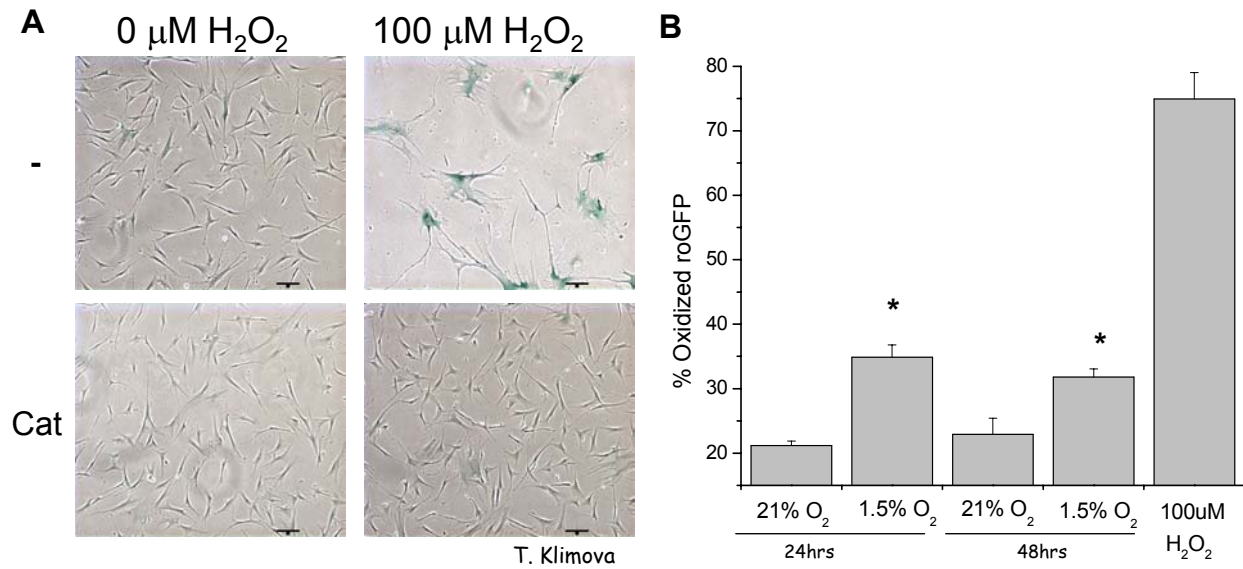 A
0 μM H₂O₂ 100 μM H₂O₂
-
Cat
T. Klimova
B
80
70
60
50
40
30
20
% Oxidized roGFP
*
*
21% O₂ 1.5% O₂ 21% O₂ 1.5% O₂ 100uM
H₂O₂
24hrs 48hrs